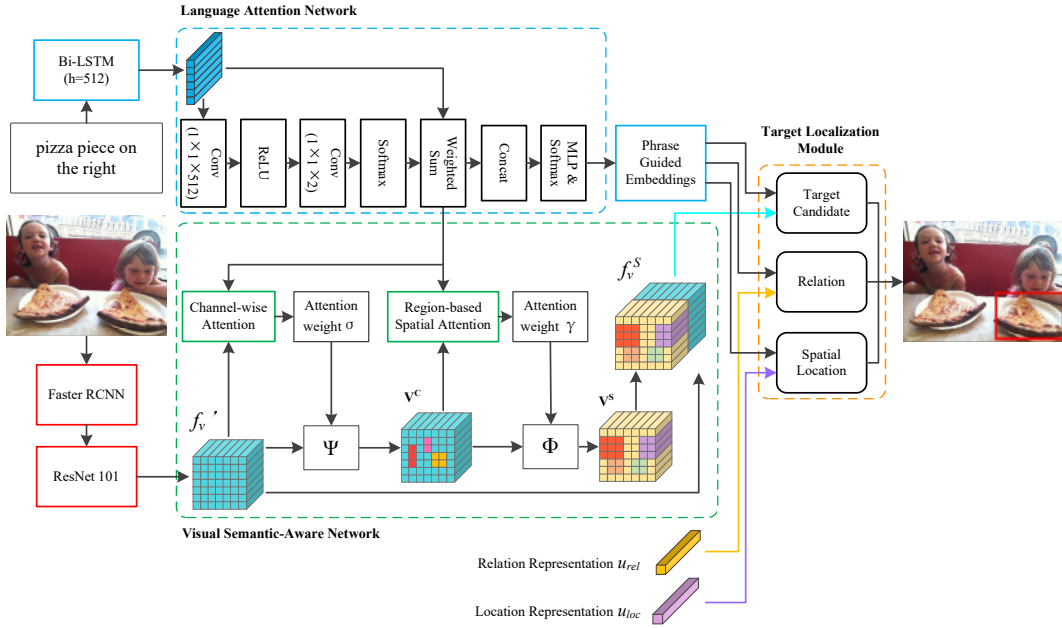 Language Attention Network
Bi-LSTM
(h=512)
pizza piece on
the right
Conv
(1×1×512)
ReLU
Conv
(1×1×2)
Softmax
Weighted
Sum
Concat
MLP &
Softmax
Phrase
Guided
Embeddings
Target Localization
Module
Target
Candidate
Relation
Spatial
Location
Channel-wise
Attention
Attention
weight σ
Region-based
Spatial Attention
Attention
weight γ
f_v^S
Faster RCNN
ResNet 101
f_v'
Ψ
V^C
Φ
V^S
Visual Semantic-Aware Network
Relation Representation u_rel
Location Representation u_loc